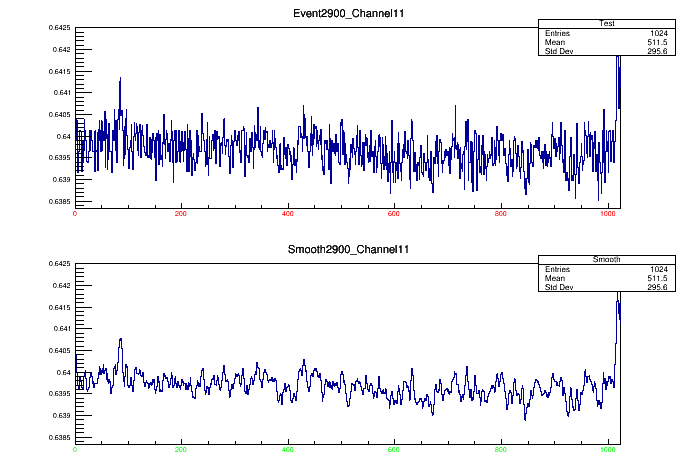 Event2900_Channel11
Test
Entries 1024
Mean 511.5
Std Dev 295.6
0.6425
0.642
0.6415
0.641
0.6405
0.64
0.6395
0.639
0.6385
0 200 400 600 800 1000
Smooth2900_Channel11
Smooth
Entries 1024
Mean 511.5
Std Dev 295.6
0.6425
0.642
0.6415
0.641
0.6405
0.64
0.6395
0.639
0.6385
0 200 400 600 800 1000